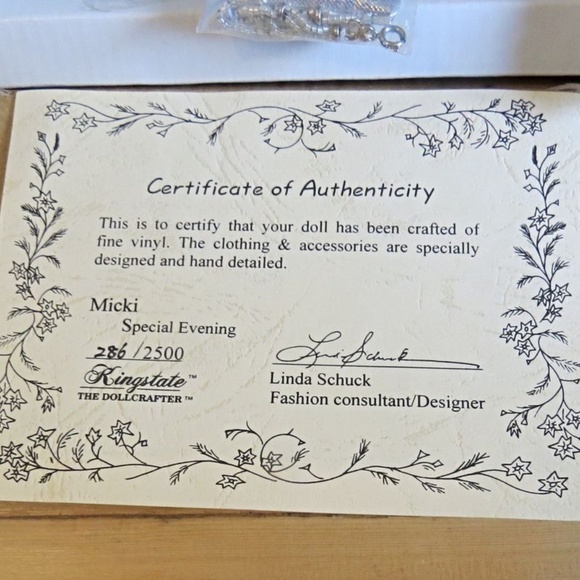 Certificate of Authenticity
This is to certify that your doll has been crafted of
fine vinyl. The clothing & accessories are specially
designed and hand detailed.
Micki
Special Evening
286/2500
Kingstate™
THE DOLLCRAFTER™
Linda Schuck
Linda Schuck
Fashion consultant/Designer